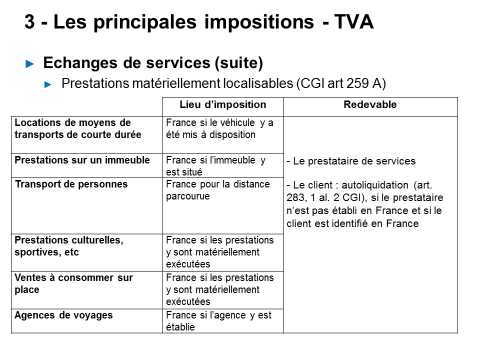 3 - Les principales impositions - TVA
► Echanges de services (suite)
► Prestations matériellement localisables (CGI art 259 A)
Lieu d'imposition
Redevable
Locations de moyens de
transports de courte durée
France si le véhicule y a
été mis à disposition
Prestations sur un immeuble
France si l'immeuble y
est situé
Transport de personnes
France pour la distance
parcourue
Prestations culturelles,
sportives, etc
France si les prestations
y sont matériellement
exécutées
Ventes à consommer sur
place
France si les prestations
y sont matériellement
exécutées
Agences de voyages
France si l'agence y est
établie
- Le prestataire de services
- Le client : autoliquidation (art.
283, 1 al. 2 CGI), si le prestataire
n'est pas établi en France et si le
client est identifié en France